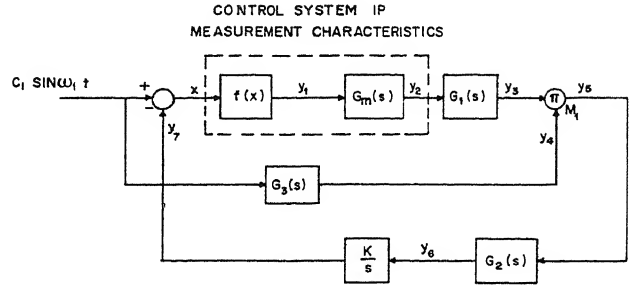 CONTROL SYSTEM IP
MEASUREMENT CHARACTERISTICS
C₁ SINω₁ t
+
−
x
f(x)
y₁
Gₘ(s)
y₂
G₁(s)
y₃
π
M₁
y₅
y₇
y₄
G₃(s)
K/s
y₆
G₂(s)